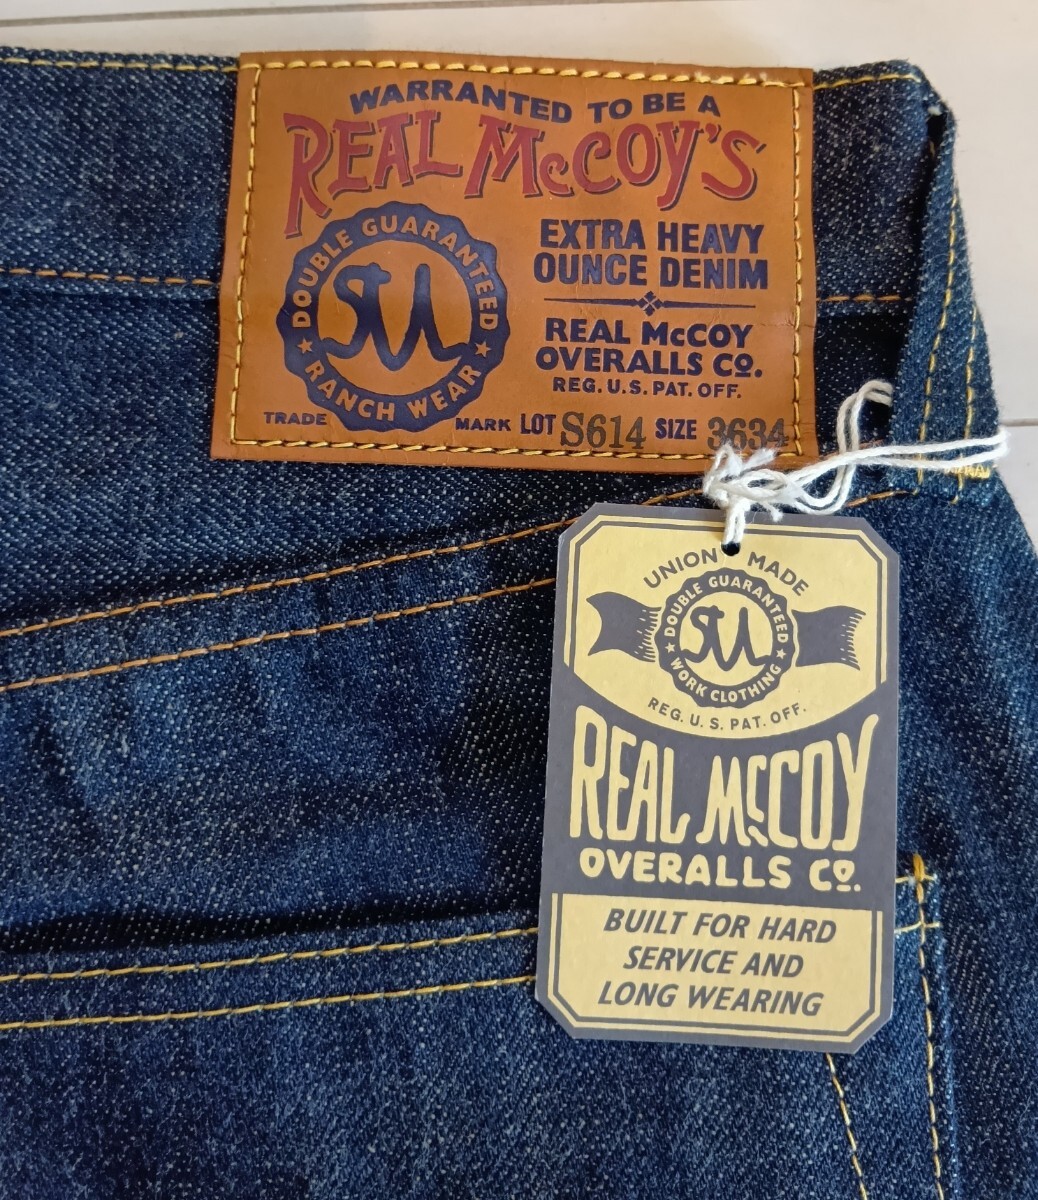 WARRANTED TO BE A
REAL McCOY'S
DOUBLE GUARANTEED
RANCH WEAR
EXTRA HEAVY
OUNCE DENIM
REAL McCOY
OVERALLS Co.
REG. U.S. PAT. OFF.
TRADE MARK LOT S614 SIZE 3634
UNION MADE
DOUBLE GUARANTEED
WORK CLOTHING
REG. U.S. PAT. OFF.
REAL McCOY
OVERALLS Co.
BUILT FOR HARD
SERVICE AND
LONG WEARING